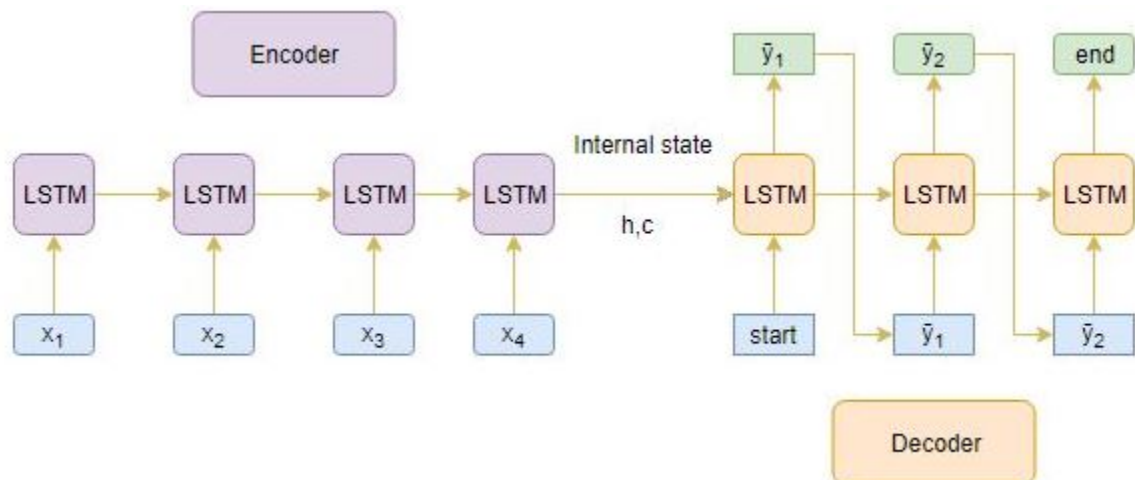 Encoder
ȳ₁
ȳ₂
end
Internal state
LSTM
LSTM
LSTM
LSTM
LSTM
LSTM
LSTM
h,c
x₁
x₂
x₃
x₄
start
ȳ₁
ȳ₂
Decoder